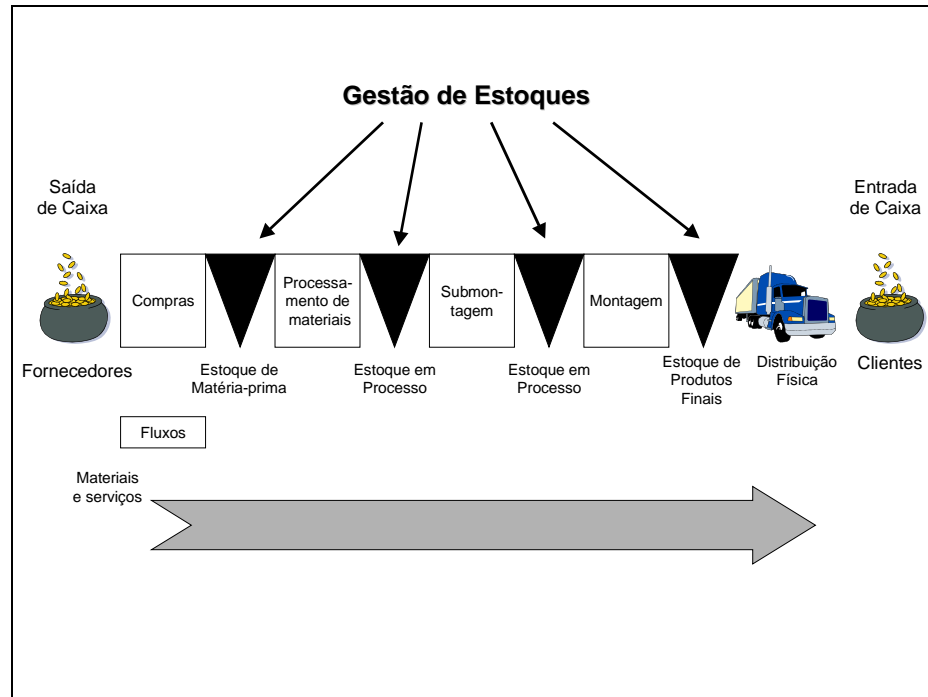 Gestão de Estoques
Saída
de Caixa
Entrada
de Caixa
Compras
Processa-
mento de
materiais
Submon-
tagem
Montagem
Fornecedores
Estoque de
Matéria-prima
Estoque em
Processo
Estoque em
Processo
Estoque de
Produtos
Finais
Distribuição
Física
Clientes
Fluxos
Materiais
e serviços